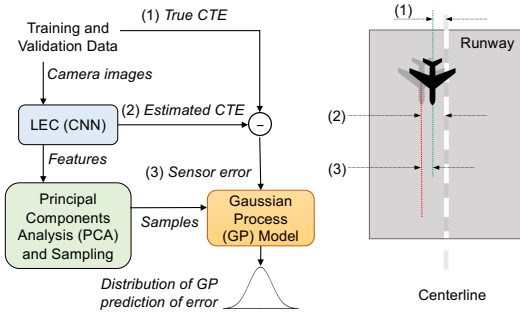 (1) True CTE
Training and
Validation Data
Camera images
LEC (CNN)
(2) Estimated CTE
−
Features
(3) Sensor error
Principal
Components
Analysis (PCA)
and Sampling
Samples
Gaussian
Process
(GP) Model
Distribution of GP
prediction of error
(1)
Runway
(2)
(3)
Centerline